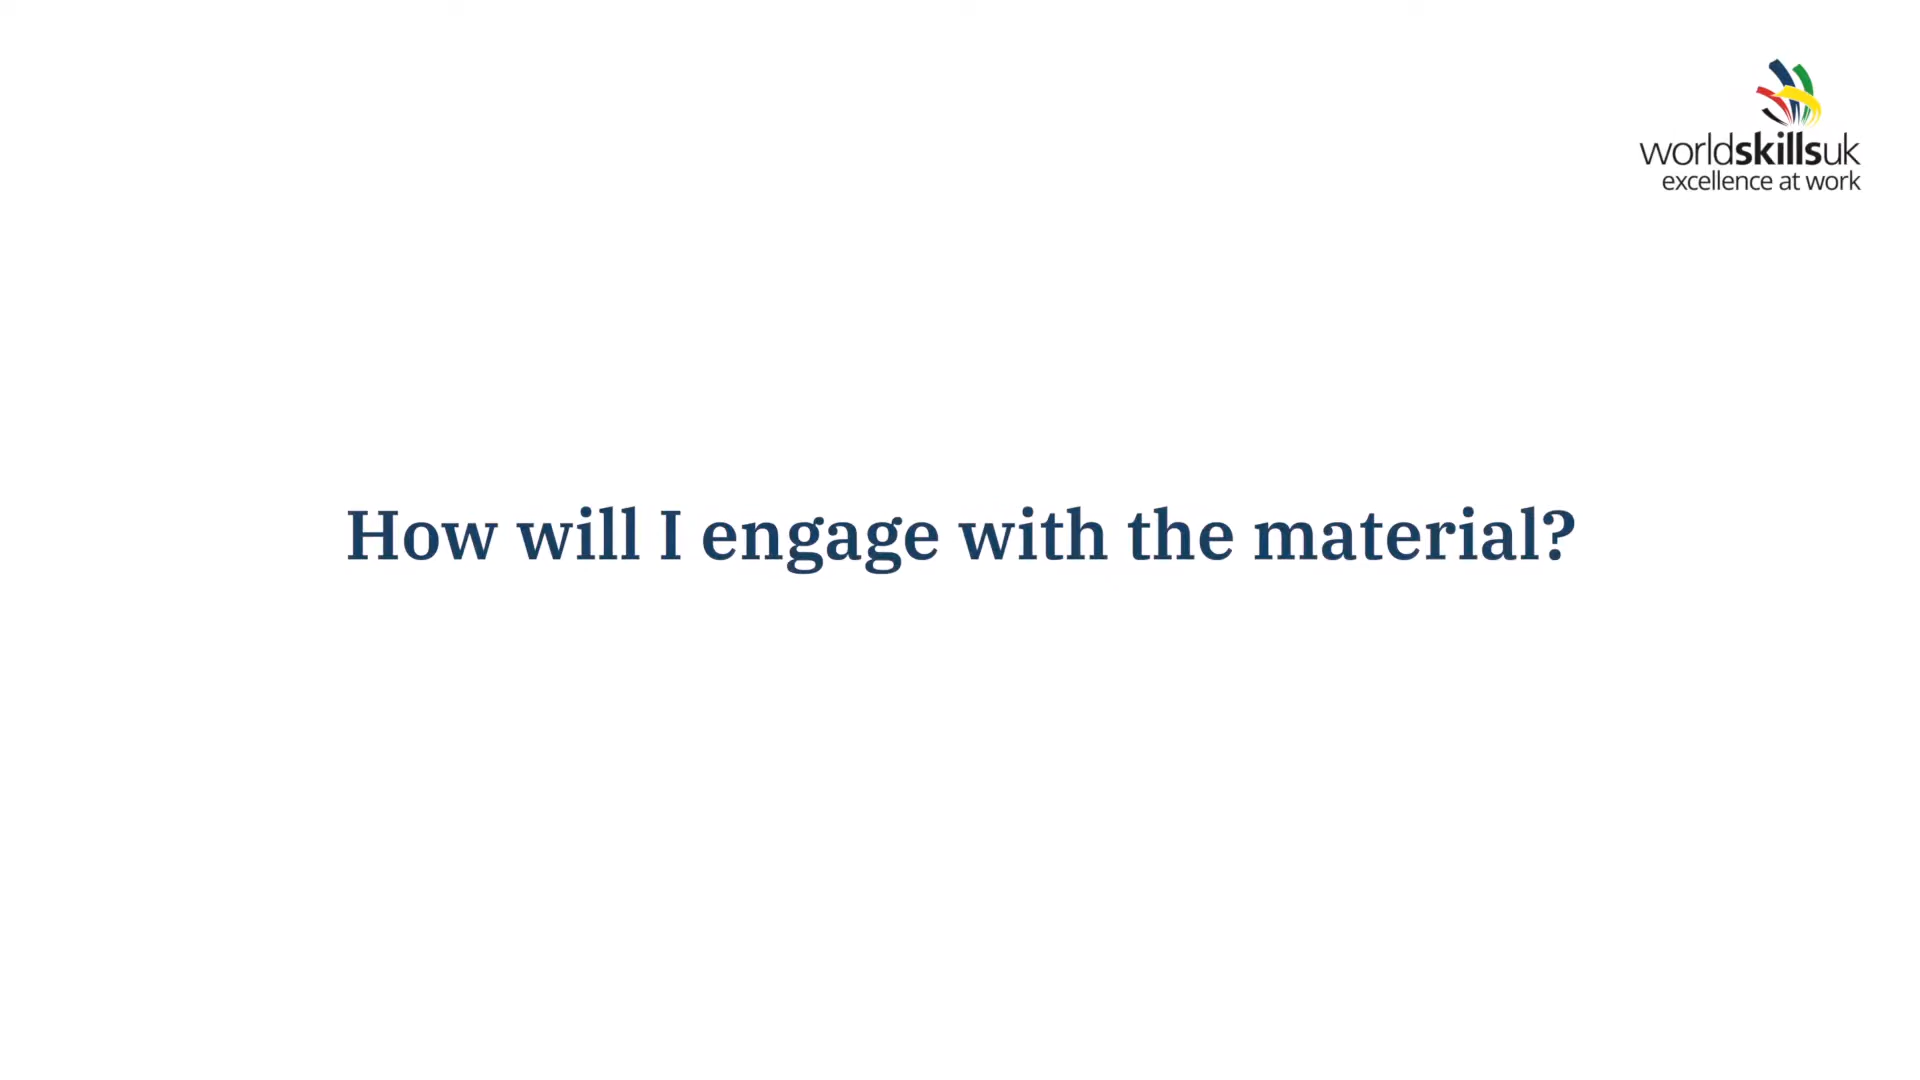 worldskillsuk
excellence at work
How will I engage with the material?